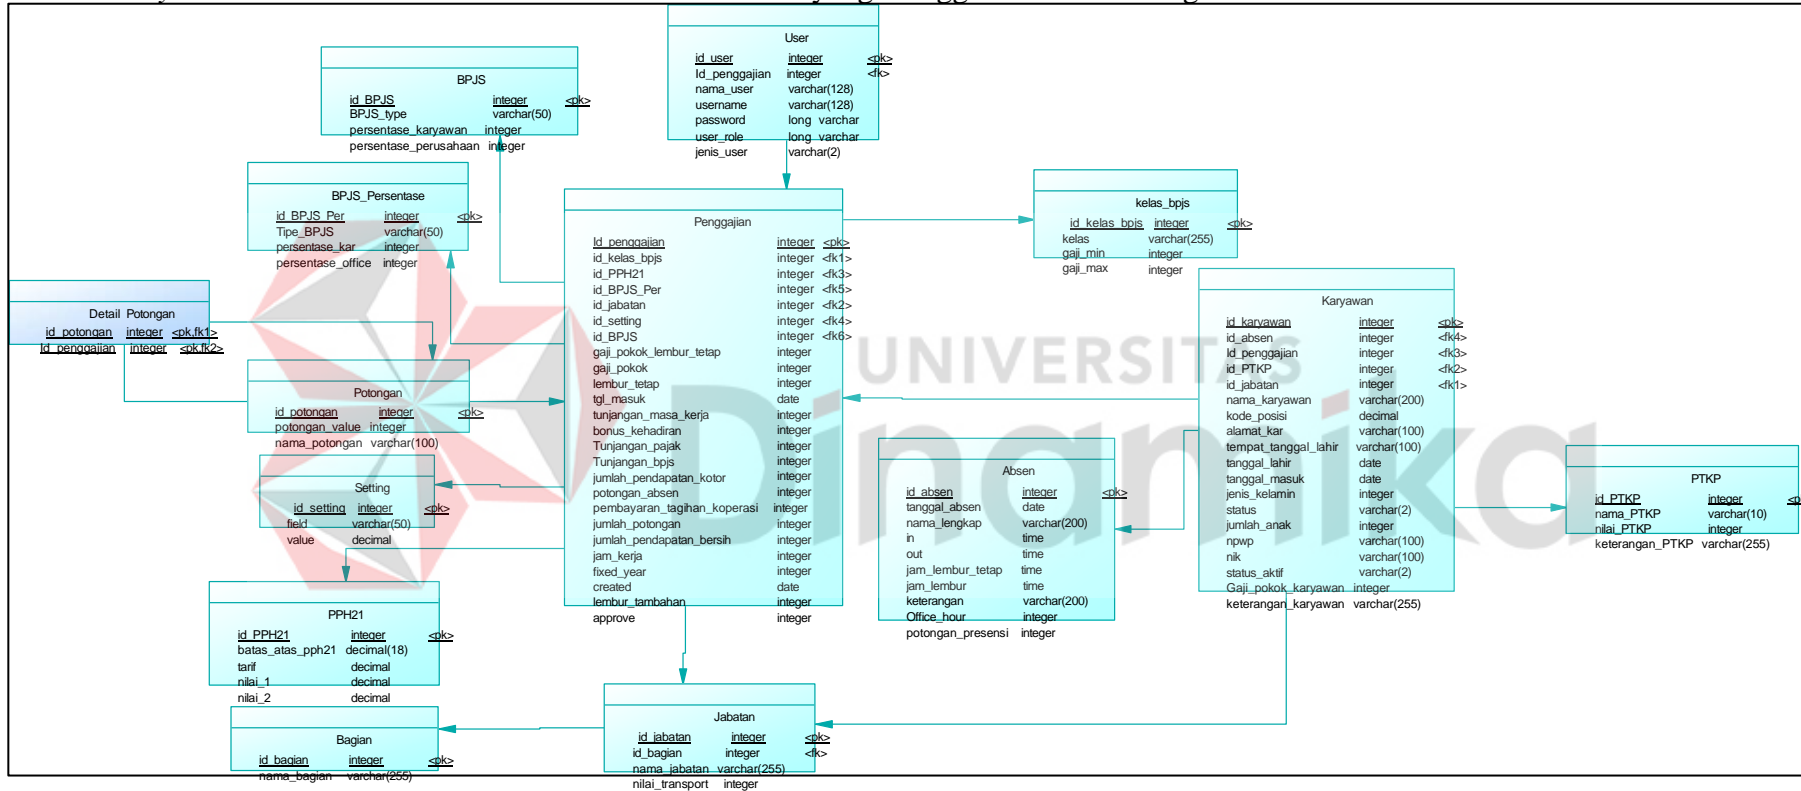 User
id_user integer <pk>
Id_penggajian integer <fk>
nama_user varchar(128)
username varchar(128)
password long varchar
user_role long varchar
jenis_user varchar(2)
BPJS
id_BPJS integer <pk>
BPJS_type varchar(50)
persentase_karyawan integer
persentase_perusahaan integer
BPJS_Persentase
id_BPJS_Per integer <pk>
Tipe_BPJS varchar(50)
persentase_kar integer
persentase_office integer
kelas_bpjs
id_kelas_bpjs integer <pk>
kelas varchar(255)
gaji_min integer
gaji_max integer
Penggajian
Id_penggajian integer <pk>
id_kelas_bpjs integer <fk1>
id_PPH21 integer <fk3>
id_BPJS_Per integer <fk5>
id_jabatan integer <fk2>
id_setting integer <fk4>
id_BPJS integer <fk6>
gaji_pokok_lembur_tetap integer
gaji_pokok integer
lembur_tetap integer
tgl_masuk date
tunjangan_masa_kerja integer
bonus_kehadiran integer
Tunjangan_pajak integer
Tunjangan_bpjs integer
jumlah_pendapatan_kotor integer
potongan_absen integer
pembayaran_tagihan_koperasi integer
jumlah_potongan integer
jumlah_pendapatan_bersih integer
jam_kerja integer
fixed_year integer
created date
lembur_tambahan integer
approve integer
Detail Potongan
id_potongan integer <pk,fk1>
Id_penggajian integer <pk,fk2>
Potongan
id_potongan integer <pk>
potongan_value integer
nama_potongan varchar(100)
Setting
id_setting integer <pk>
field varchar(50)
value decimal
PPH21
id_PPH21 integer <pk>
batas_atas_pph21 decimal(18)
tarif decimal
nilai_1 decimal
nilai_2 decimal
Bagian
id_bagian integer <pk>
nama_bagian varchar(255)
Jabatan
id_jabatan integer <pk>
id_bagian integer <fk>
nama_jabatan varchar(255)
nilai_transport integer
Absen
id_absen integer <pk>
tanggal_absen date
nama_lengkap varchar(200)
in time
out time
jam_lembur_tetap time
jam_lembur time
keterangan varchar(200)
Office_hour integer
potongan_presensi integer
Karyawan
id_karyawan integer <pk>
id_absen integer <fk4>
Id_penggajian integer <fk3>
id_PTKP integer <fk2>
id_jabatan integer <fk1>
nama_karyawan varchar(200)
kode_posisi decimal
alamat_kar varchar(100)
tempat_tanggal_lahir varchar(100)
tanggal_lahir date
tanggal_masuk date
jenis_kelamin integer
status varchar(2)
jumlah_anak integer
npwp varchar(100)
nik varchar(100)
status_aktif varchar(2)
Gaji_pokok_karyawan integer
keterangan_karyawan varchar(255)
PTKP
id_PTKP integer
nama_PTKP varchar(10)
nilai_PTKP integer
keterangan_PTKP varchar(255)
UNIVERSITAS
Dinamika